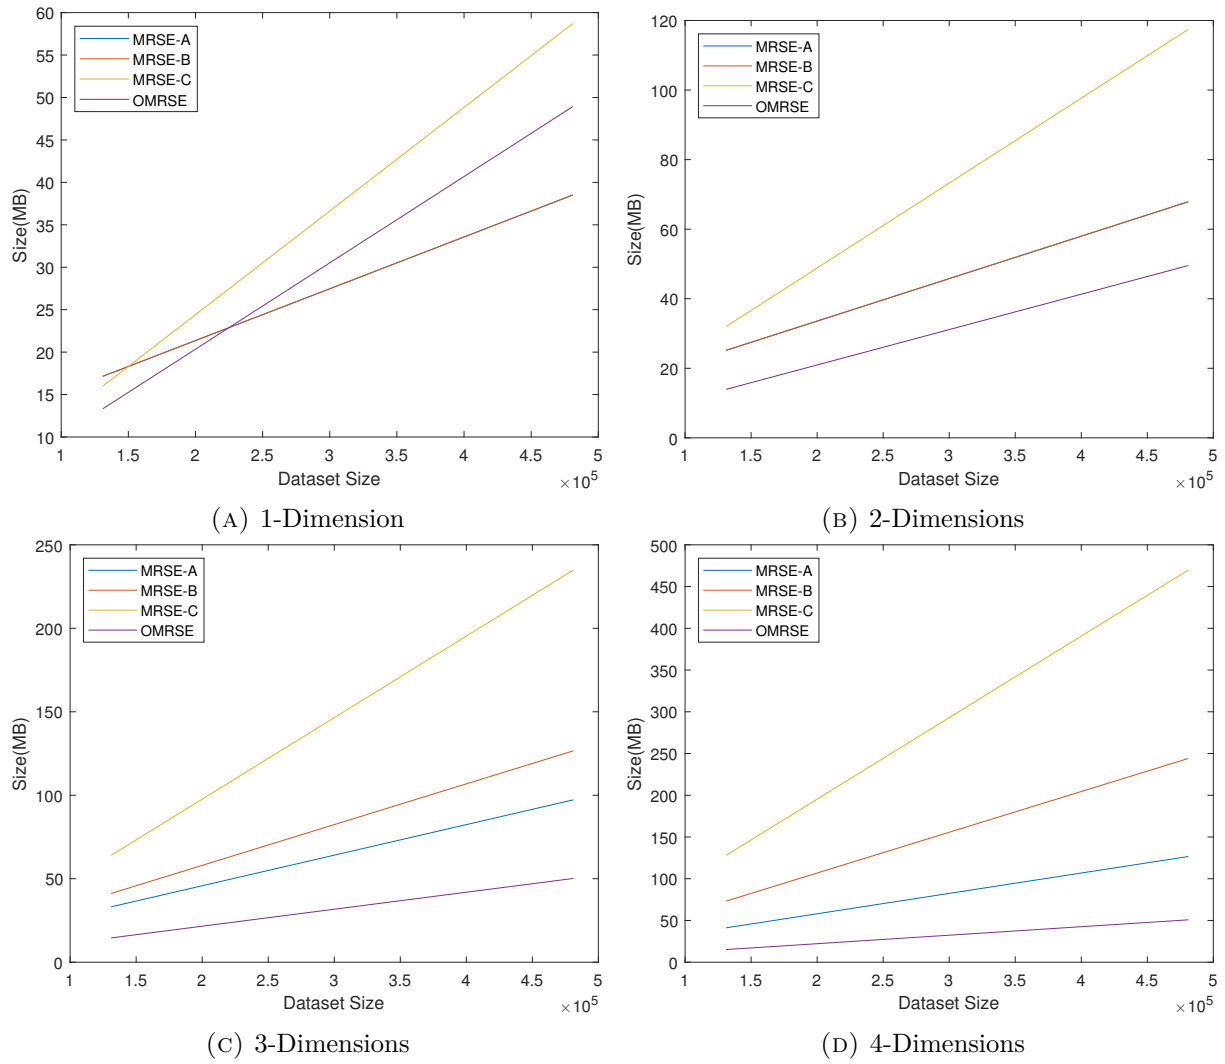 60
55
50
45
40
35
30
25
20
15
10
Size(MB)
MRSE-A
MRSE-B
MRSE-C
OMRSE
1 1.5 2 2.5 3 3.5 4 4.5 5
Dataset Size
×10^5
(A) 1-Dimension
120
100
80
60
40
20
0
Size(MB)
MRSE-A
MRSE-B
MRSE-C
OMRSE
1 1.5 2 2.5 3 3.5 4 4.5 5
Dataset Size
×10^5
(B) 2-Dimensions
250
200
150
100
50
0
Size(MB)
MRSE-A
MRSE-B
MRSE-C
OMRSE
1 1.5 2 2.5 3 3.5 4 4.5 5
Dataset Size
×10^5
(C) 3-Dimensions
500
450
400
350
300
250
200
150
100
50
0
Size(MB)
MRSE-A
MRSE-B
MRSE-C
OMRSE
1 1.5 2 2.5 3 3.5 4 4.5 5
Dataset Size
×10^5
(D) 4-Dimensions